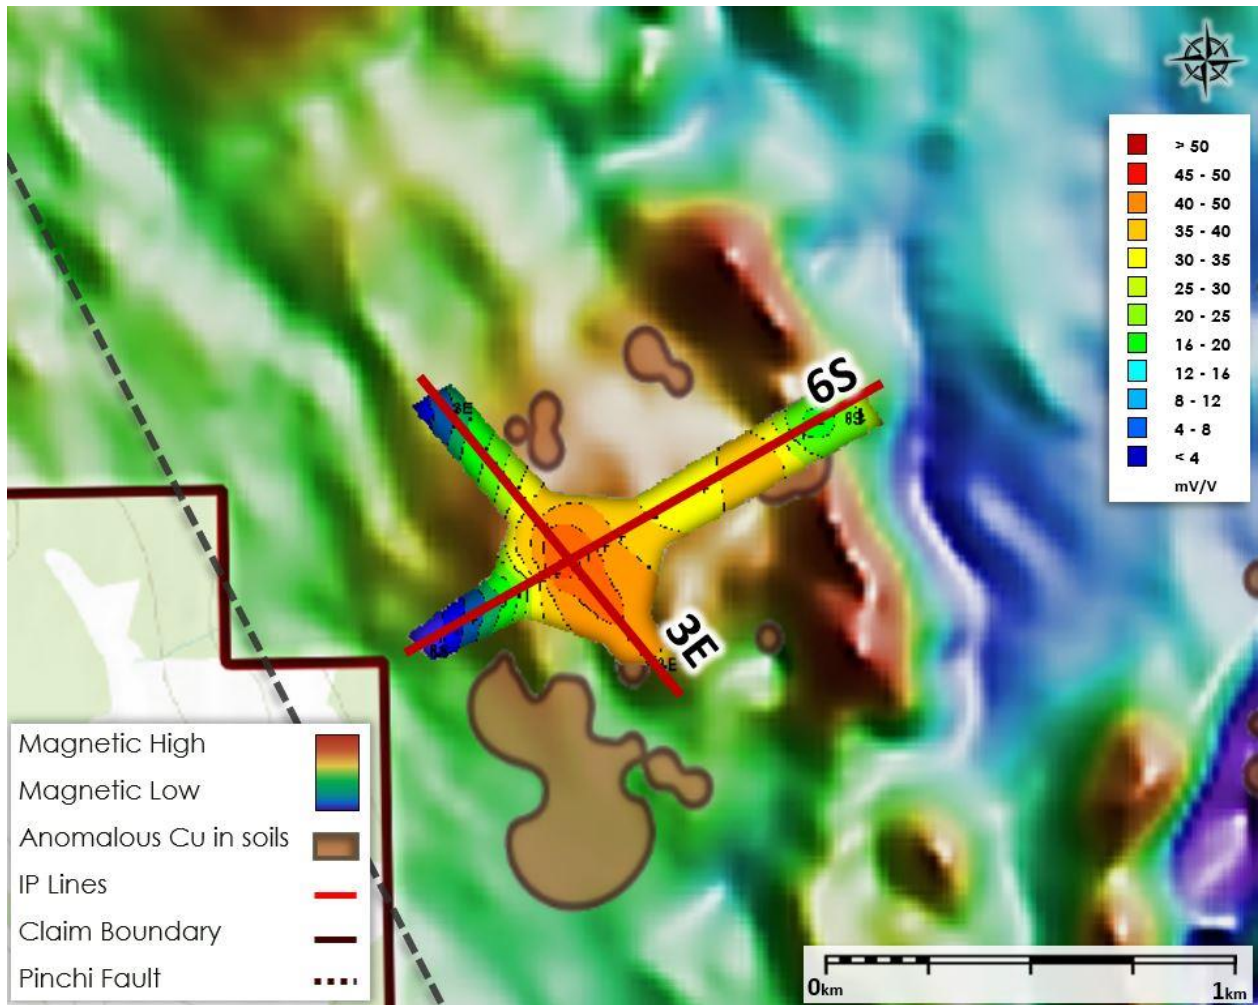 > 50
45 - 50
40 - 50
35 - 40
30 - 35
25 - 30
20 - 25
16 - 20
12 - 16
8 - 12
4 - 8
< 4
mV/V
6S
3E
3E
Magnetic High
Magnetic Low
Anomalous Cu in soils
IP Lines
Claim Boundary
Pinchi Fault
0km
1km